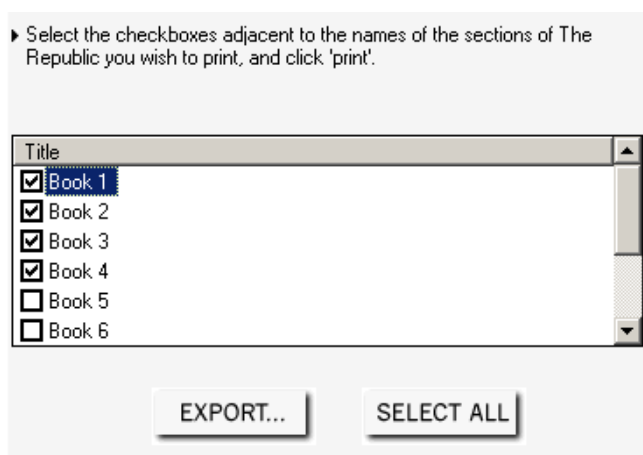 Select the checkboxes adjacent to the names of the sections of The
Republic you wish to print, and click 'print'.
Title
Book 1
Book 2
Book 3
Book 4
Book 5
Book 6
EXPORT... SELECT ALL